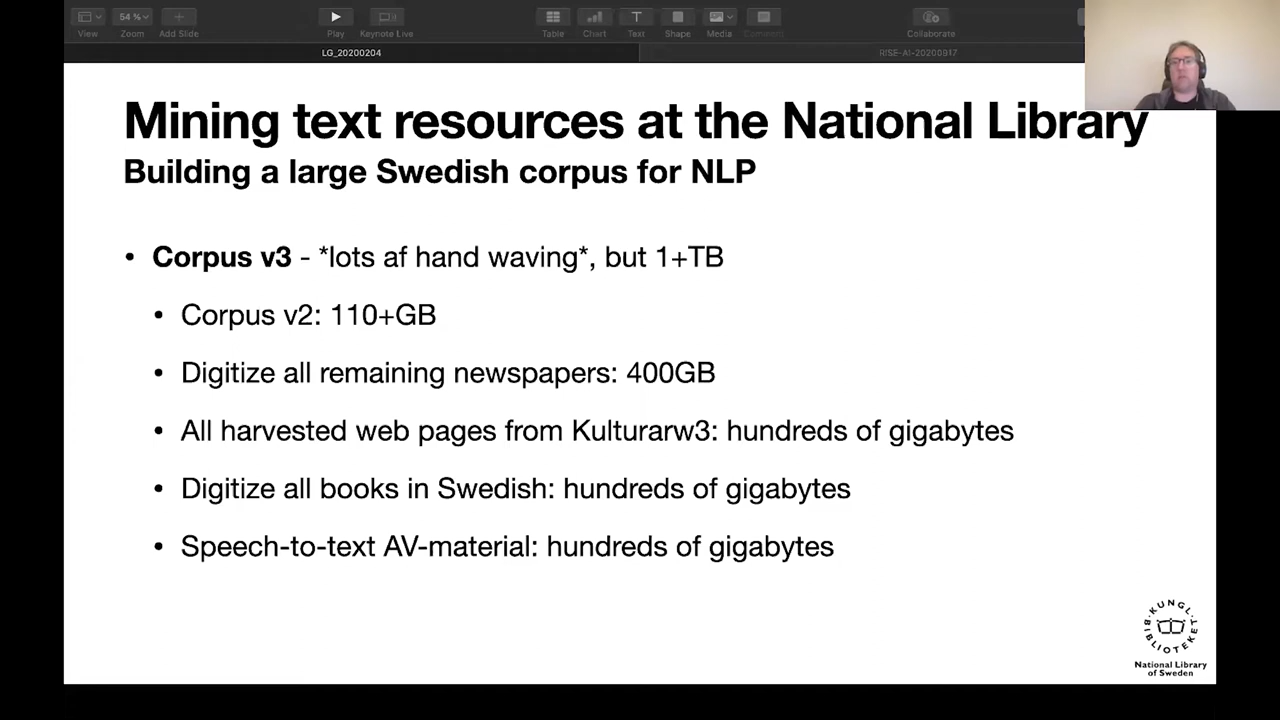 View
54 %
Zoom
Add Slide
Play
Keynote Live
Table
Chart
Text
Shape
Media
Comment
Collaborate
LG_20200204
RISE-AI-20200917
Mining text resources at the National Library
Building a large Swedish corpus for NLP
• Corpus v3 - *lots af hand waving*, but 1+TB
• Corpus v2: 110+GB
• Digitize all remaining newspapers: 400GB
• All harvested web pages from Kulturarw3: hundreds of gigabytes
• Digitize all books in Swedish: hundreds of gigabytes
• Speech-to-text AV-material: hundreds of gigabytes
KUNGL
BIBLIOTEKET
National Library
of Sweden